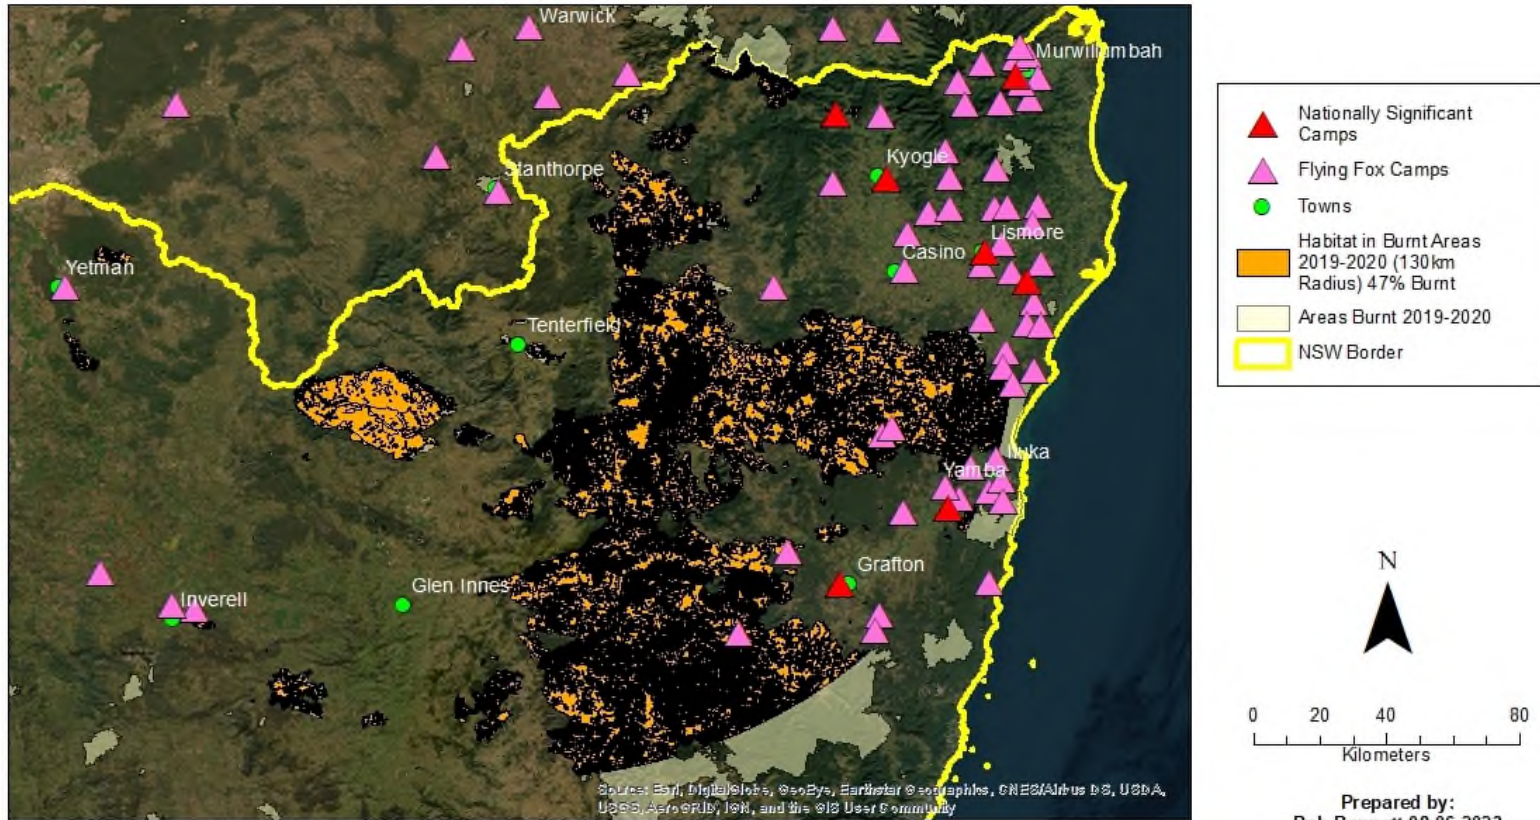 Warwick
Murwillumbah
Kyogle
Stanthorpe
Lismore
Casino
Yetman
Tenterfield
Iluka
Yamba
Grafton
Glen Innes
Inverell
Source: Esri, DigitalGlobe, GeoEye, Earthstar Geographics, CNES/Airbus DS, USDA,
USGS, AeroGRID, IGN, and the GIS User Community
Nationally Significant
Camps
Flying Fox Camps
Towns
Habitat in Burnt Areas
2019-2020 (130km
Radius) 47% Burnt
Areas Burnt 2019-2020
NSW Border
N
0 20 40 80
Kilometers
Prepared by: